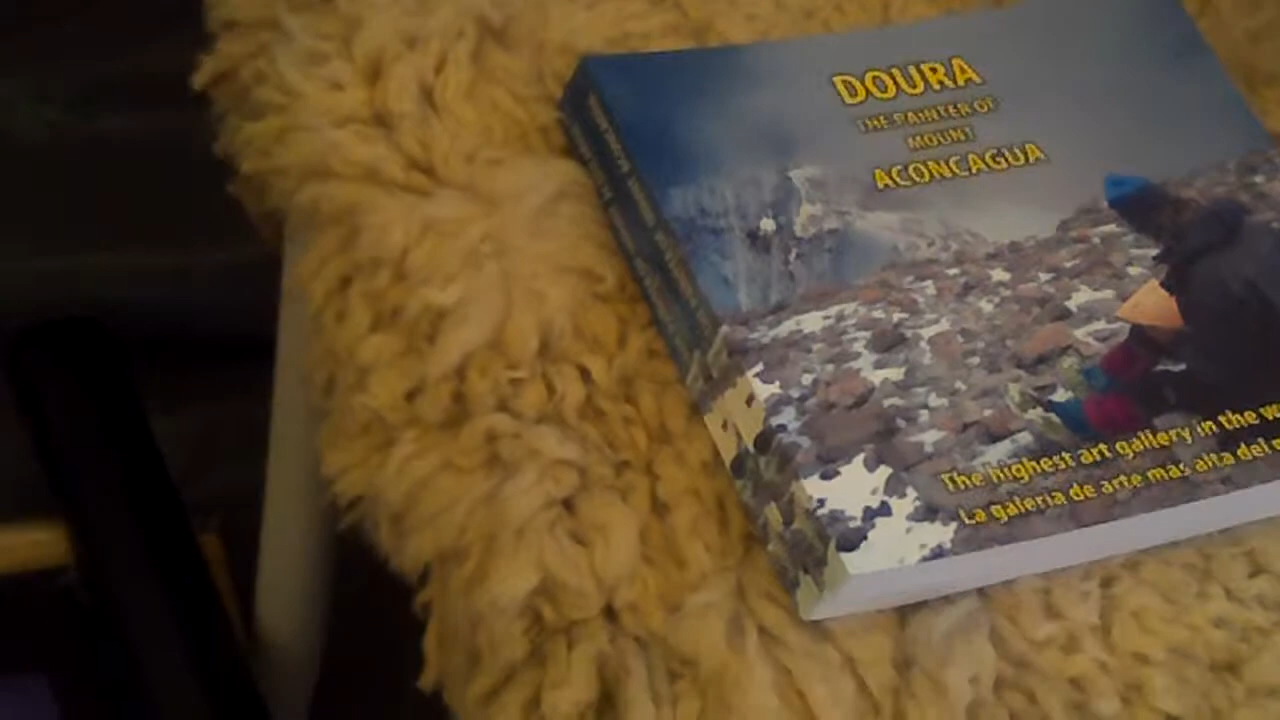 DOURA
THE PAINTER OF
MOUNT
ACONCAGUA
The highest art gallery in the w
La galeria de arte mas alta del